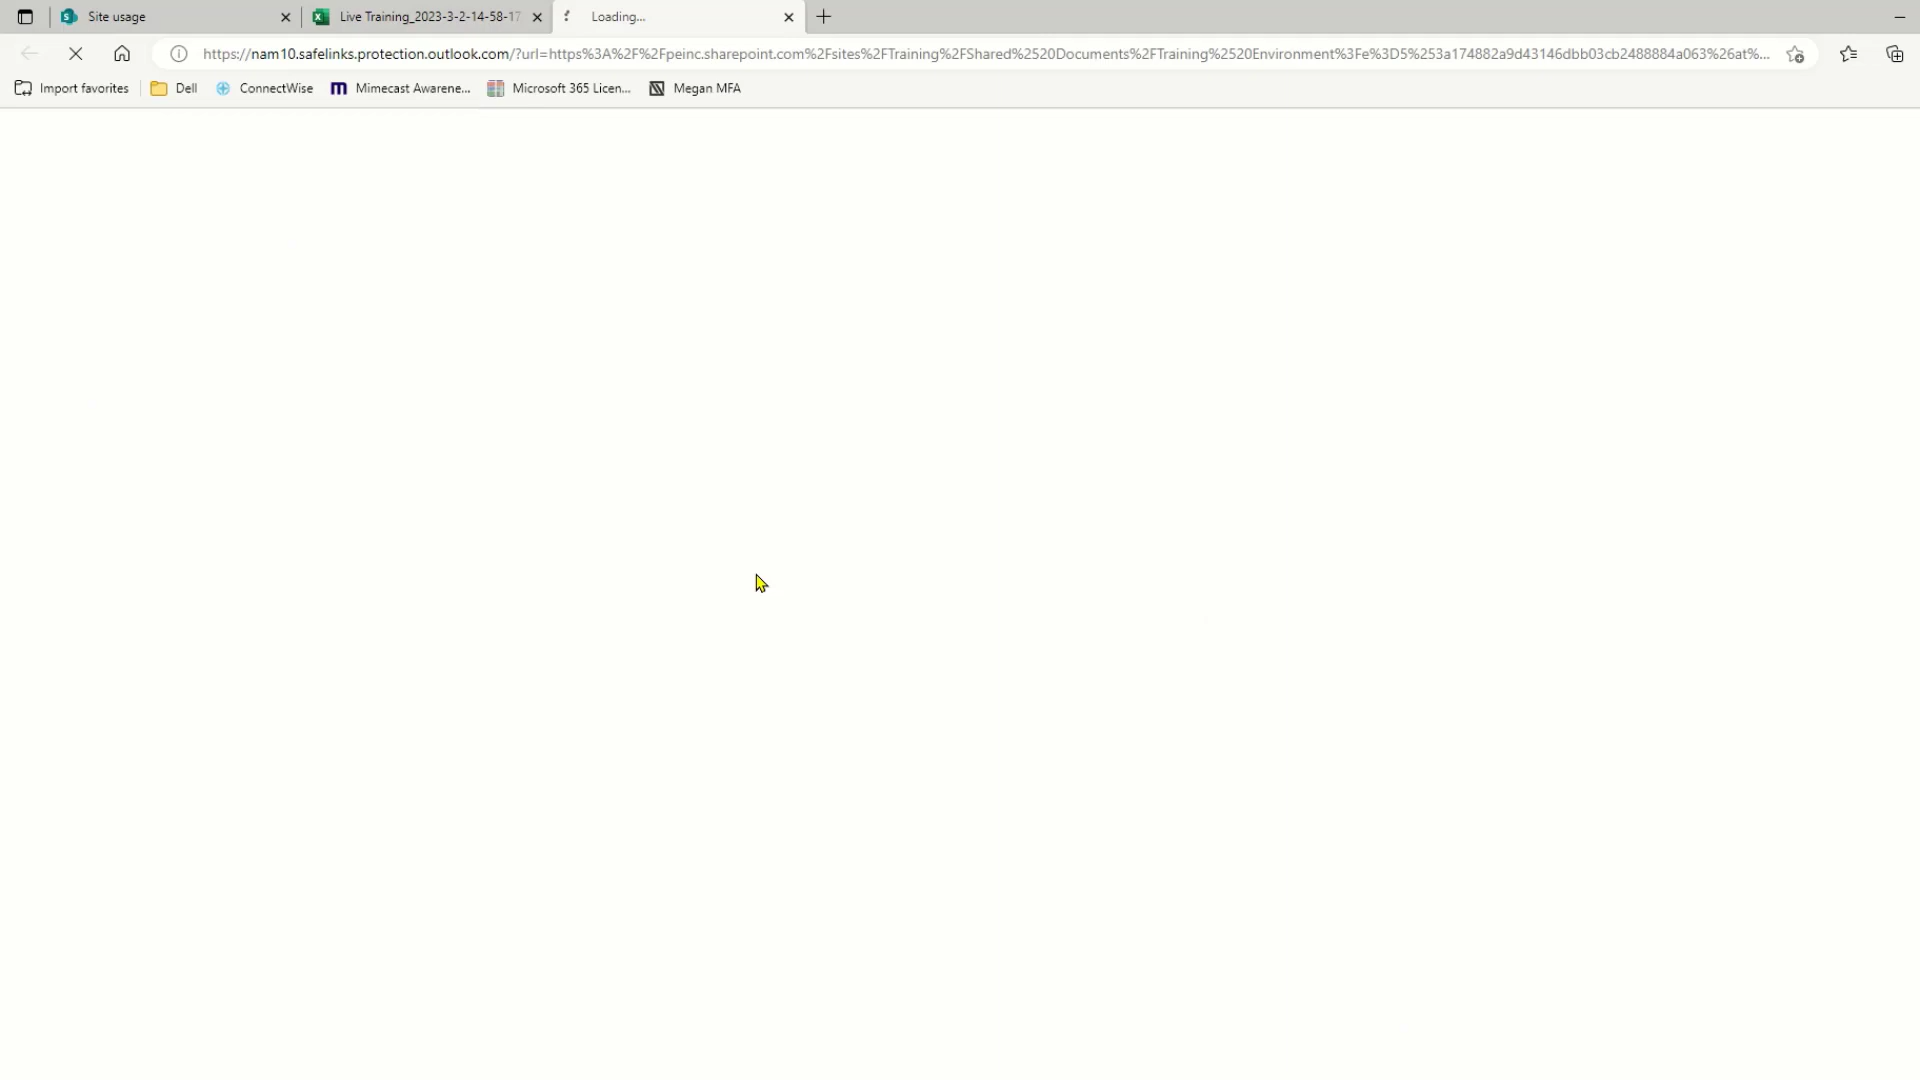 Site usage
Live Training_2023-3-2-14-58-17
Loading...
https://nam10.safelinks.protection.outlook.com/?url=https%3A%2F%2Fpeinc.sharepoint.com%2Fsites%2FTraining%2FShared%2520Documents%2FTraining%2520Environment%3Fe%3D5%253a174882a9d43146dbb03cb2488884a063%26at%...
Import favorites
Dell
ConnectWise
Mimecast Awarene...
Microsoft 365 Licen...
Megan MFA